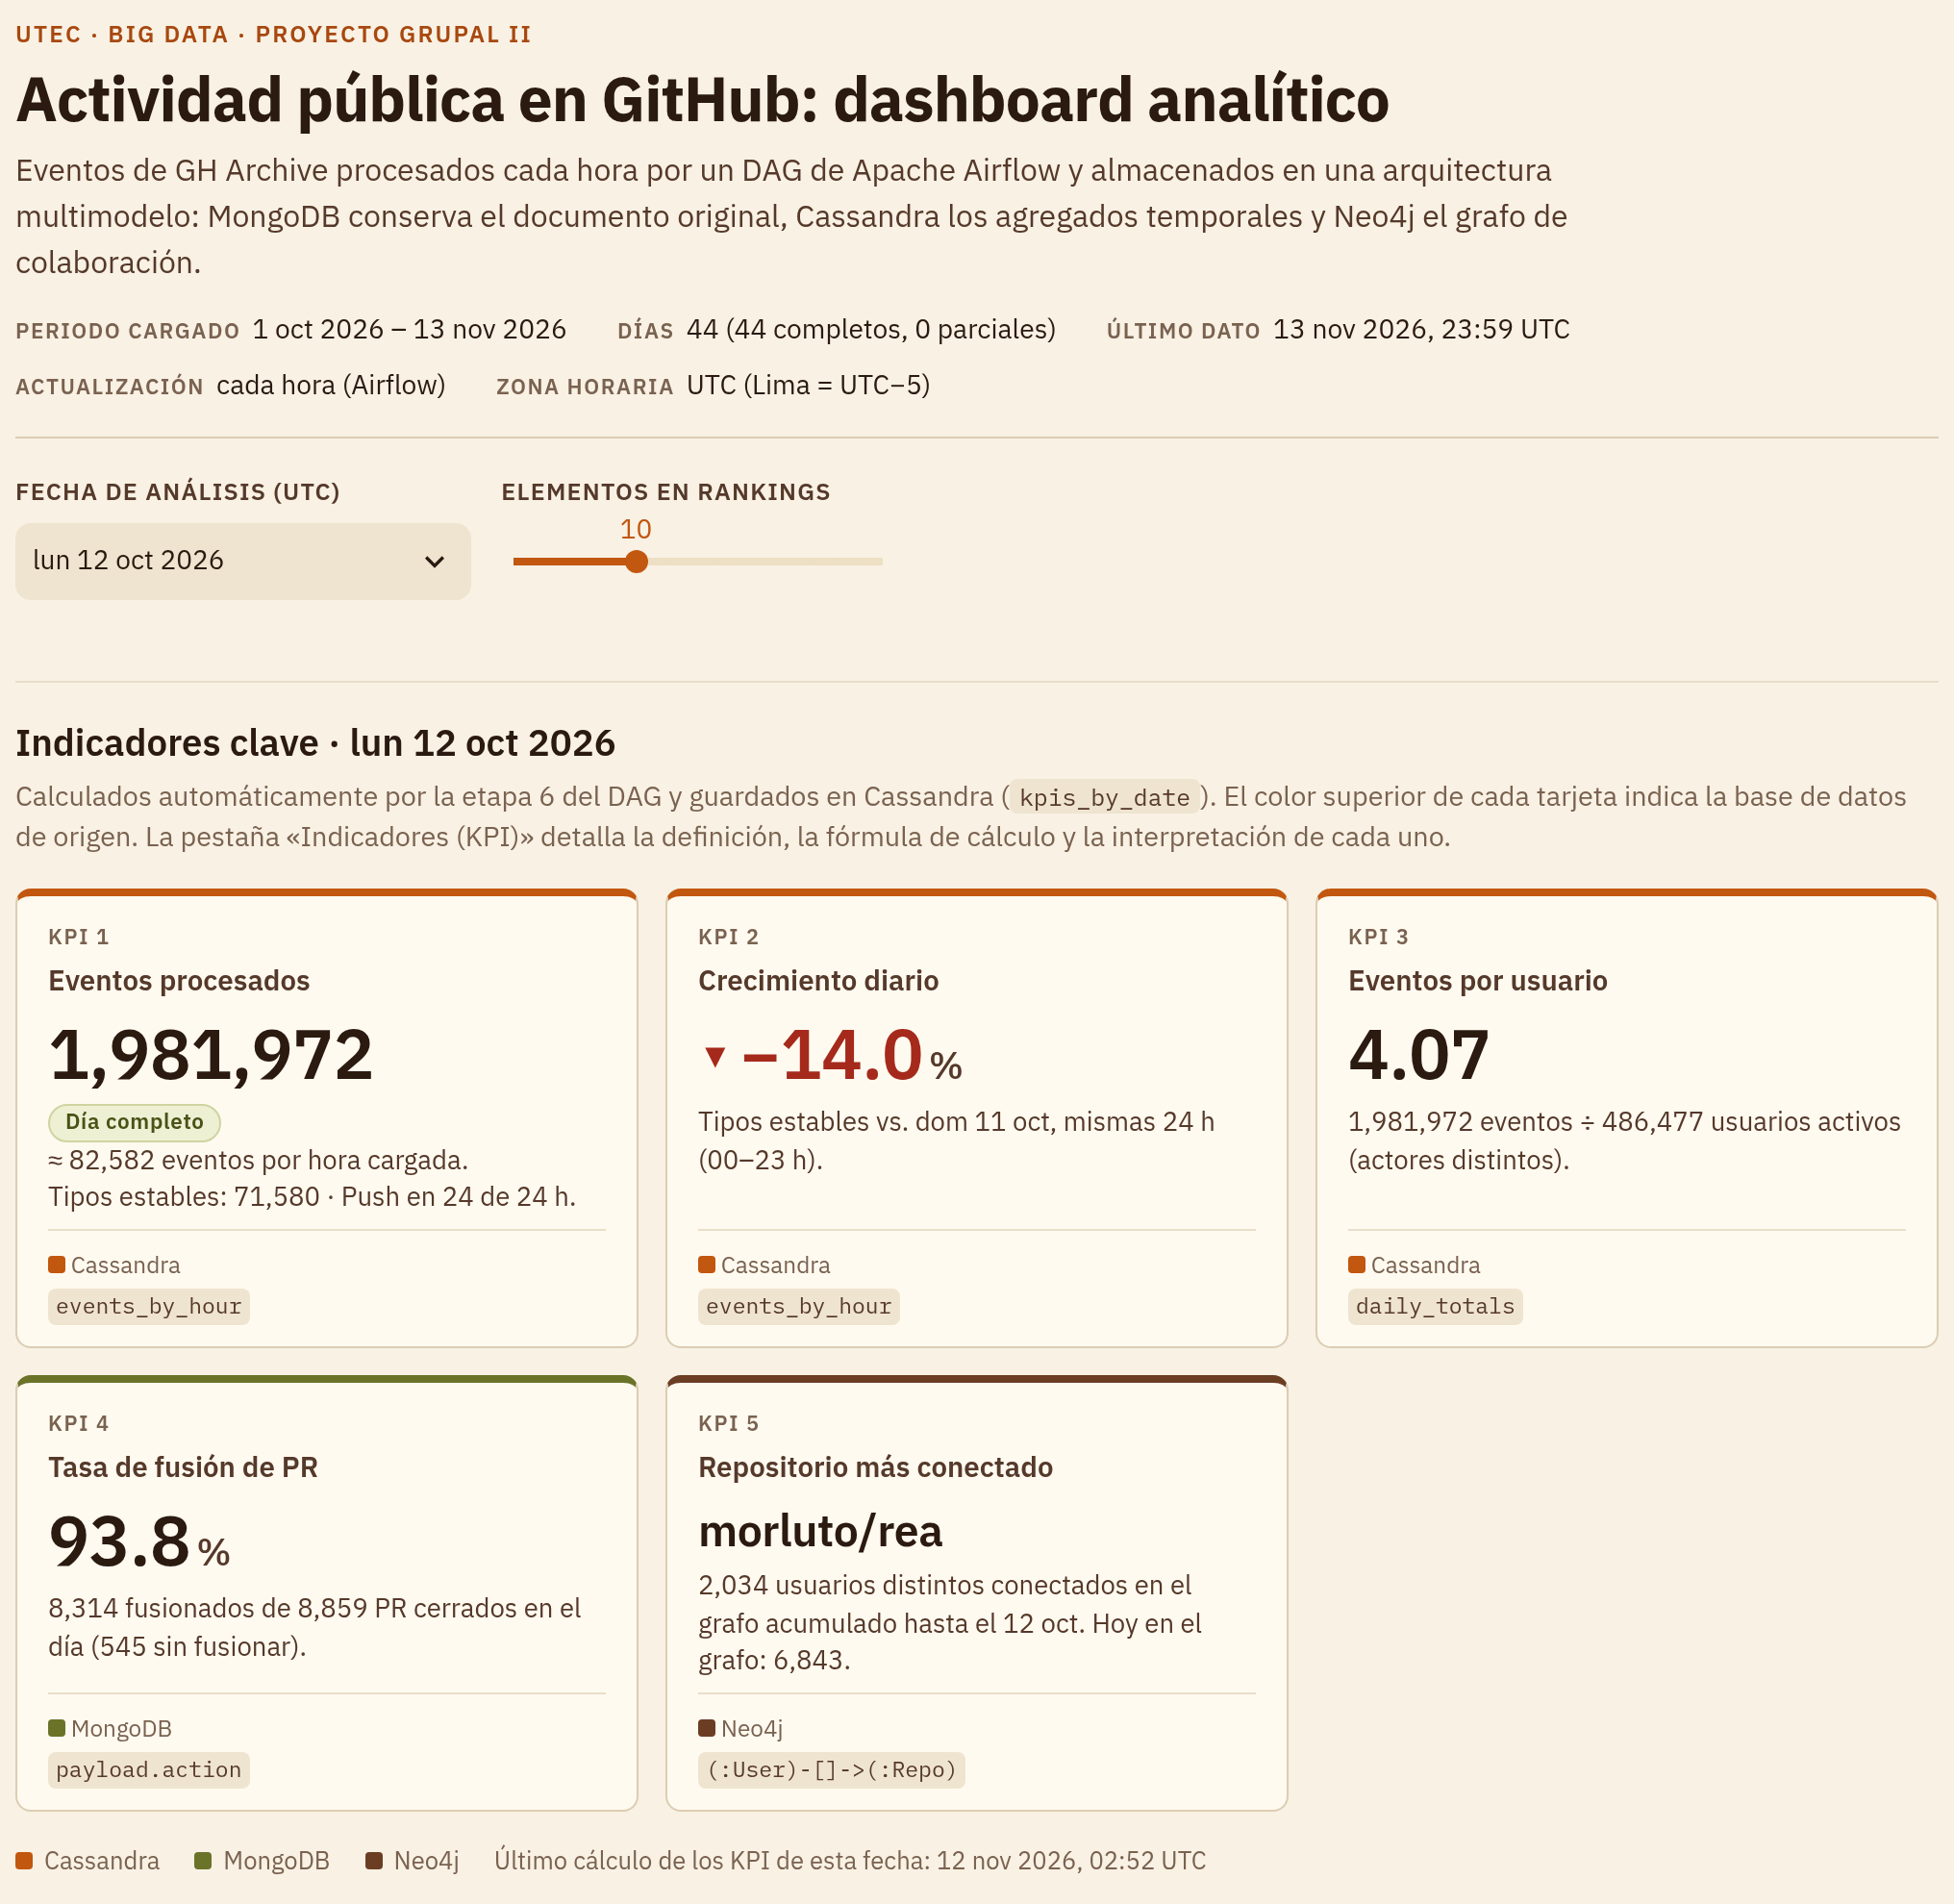 UTEC · BIG DATA · PROYECTO GRUPAL II
Actividad pública en GitHub: dashboard analítico
Eventos de GH Archive procesados cada hora por un DAG de Apache Airflow y almacenados en una arquitectura
multimodelo: MongoDB conserva el documento original, Cassandra los agregados temporales y Neo4j el grafo de
colaboración.
PERIODO CARGADO 1 oct 2026 – 13 nov 2026 DÍAS 44 (44 completos, 0 parciales) ÚLTIMO DATO 13 nov 2026, 23:59 UTC
ACTUALIZACIÓN cada hora (Airflow) ZONA HORARIA UTC (Lima = UTC−5)
FECHA DE ANÁLISIS (UTC) ELEMENTOS EN RANKINGS
10
lun 12 oct 2026
Indicadores clave · lun 12 oct 2026
Calculados automáticamente por la etapa 6 del DAG y guardados en Cassandra ( kpis_by_date ). El color superior de cada tarjeta indica la base de datos
de origen. La pestaña «Indicadores (KPI)» detalla la definición, la fórmula de cálculo y la interpretación de cada uno.
KPI 1
Eventos procesados
1,981,972
Día completo
≈ 82,582 eventos por hora cargada.
Tipos estables: 71,580 · Push en 24 de 24 h.
Cassandra
events_by_hour
KPI 2
Crecimiento diario
▼ −14.0 %
Tipos estables vs. dom 11 oct, mismas 24 h
(00–23 h).
Cassandra
events_by_hour
KPI 3
Eventos por usuario
4.07
1,981,972 eventos ÷ 486,477 usuarios activos
(actores distintos).
Cassandra
daily_totals
KPI 4
Tasa de fusión de PR
93.8 %
8,314 fusionados de 8,859 PR cerrados en el
día (545 sin fusionar).
MongoDB
payload.action
KPI 5
Repositorio más conectado
morluto/rea
2,034 usuarios distintos conectados en el
grafo acumulado hasta el 12 oct. Hoy en el
grafo: 6,843.
Neo4j
(:User)-[]->(:Repo)
Cassandra MongoDB Neo4j Último cálculo de los KPI de esta fecha: 12 nov 2026, 02:52 UTC